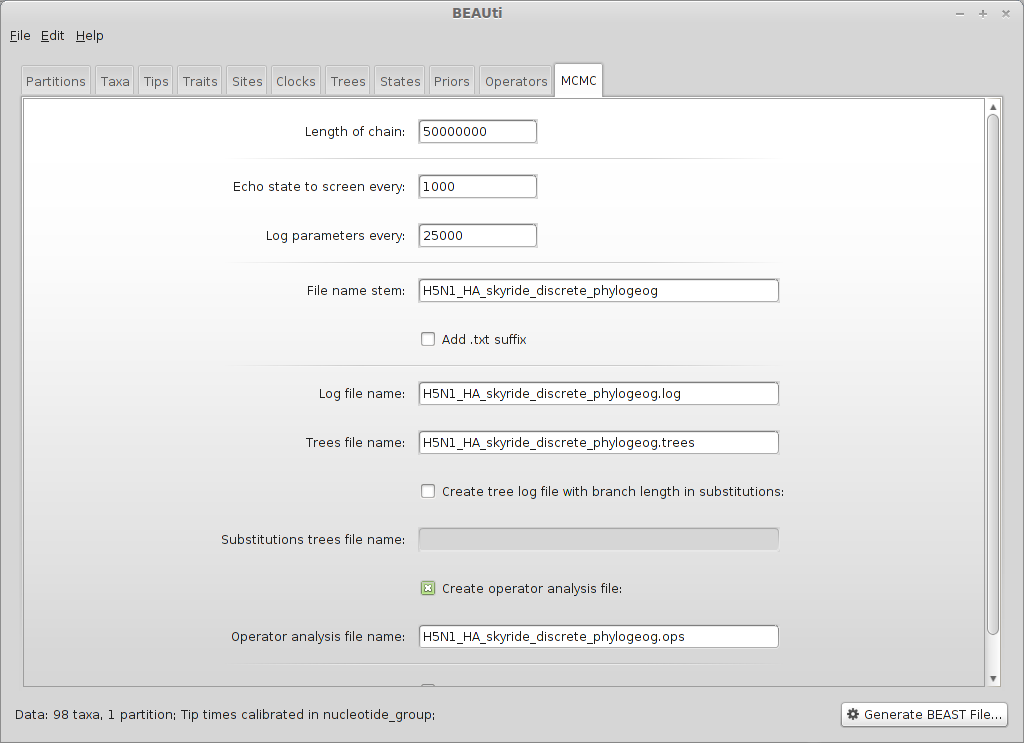 BEAUti
File Edit Help
Partitions Taxa Tips Traits Sites Clocks Trees States Priors Operators MCMC
Length of chain: 50000000
Echo state to screen every: 1000
Log parameters every: 25000
File name stem: H5N1_HA_skyride_discrete_phylogeog
Add .txt suffix
Log file name: H5N1_HA_skyride_discrete_phylogeog.log
Trees file name: H5N1_HA_skyride_discrete_phylogeog.trees
Create tree log file with branch length in substitutions:
Substitutions trees file name:
Create operator analysis file:
Operator analysis file name: H5N1_HA_skyride_discrete_phylogeog.ops
Data: 98 taxa, 1 partition; Tip times calibrated in nucleotide_group; Generate BEAST File...